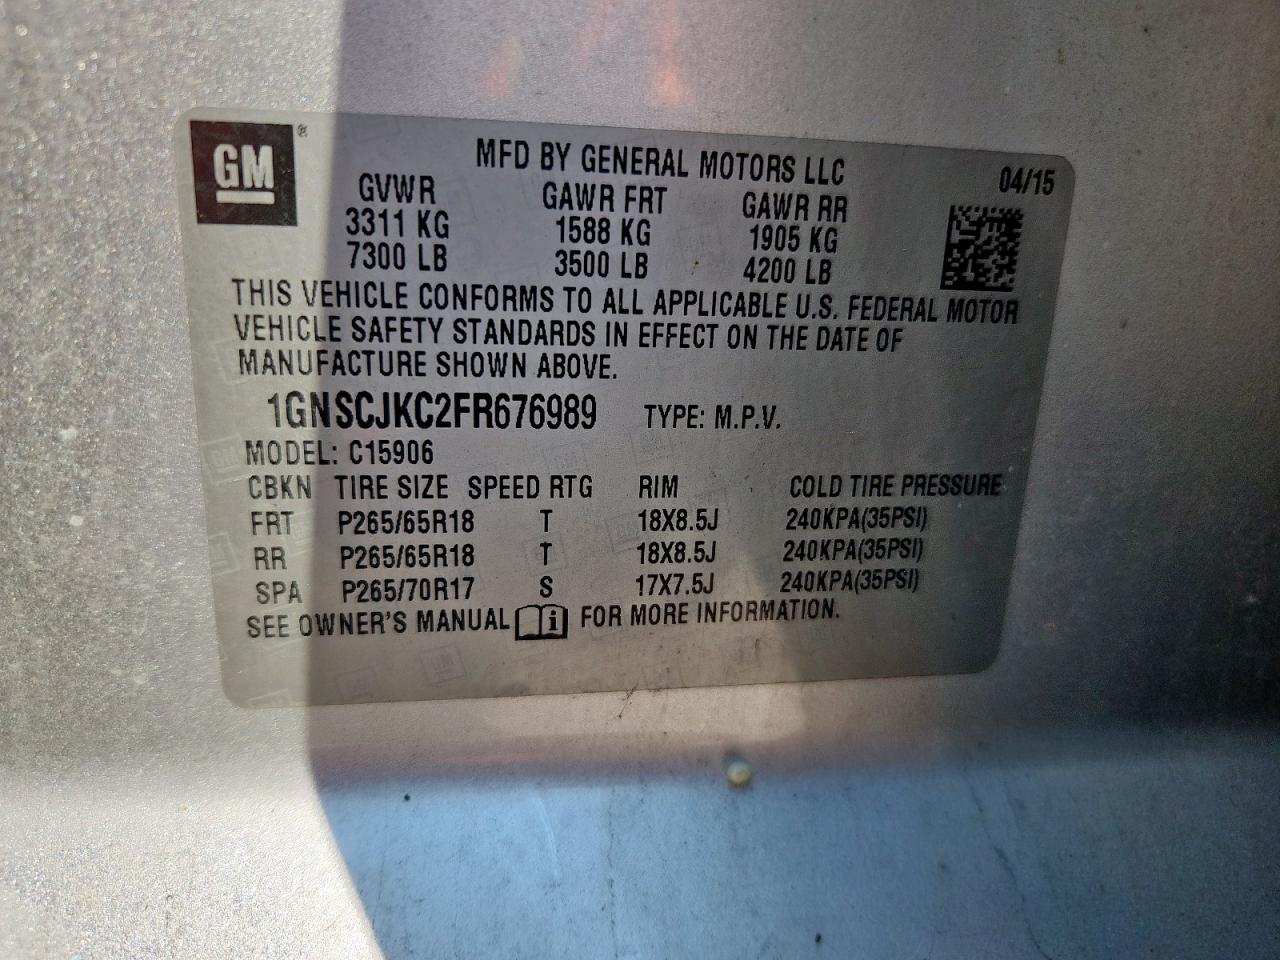 GM®
MFD BY GENERAL MOTORS LLC 04/15
GVWR GAWR FRT GAWR RR
3311 KG 1588 KG 1905 KG
7300 LB 3500 LB 4200 LB
THIS VEHICLE CONFORMS TO ALL APPLICABLE U.S. FEDERAL MOTOR
VEHICLE SAFETY STANDARDS IN EFFECT ON THE DATE OF
MANUFACTURE SHOWN ABOVE.
1GNSCJKC2FR676989 TYPE: M.P.V.
MODEL: C15906
CBKN TIRE SIZE SPEED RTG RIM COLD TIRE PRESSURE
FRT P265/65R18 T 18X8.5J 240KPA(35PSI)
RR P265/65R18 T 18X8.5J 240KPA(35PSI)
SPA P265/70R17 S 17X7.5J 240KPA(35PSI)
SEE OWNER'S MANUAL i FOR MORE INFORMATION.